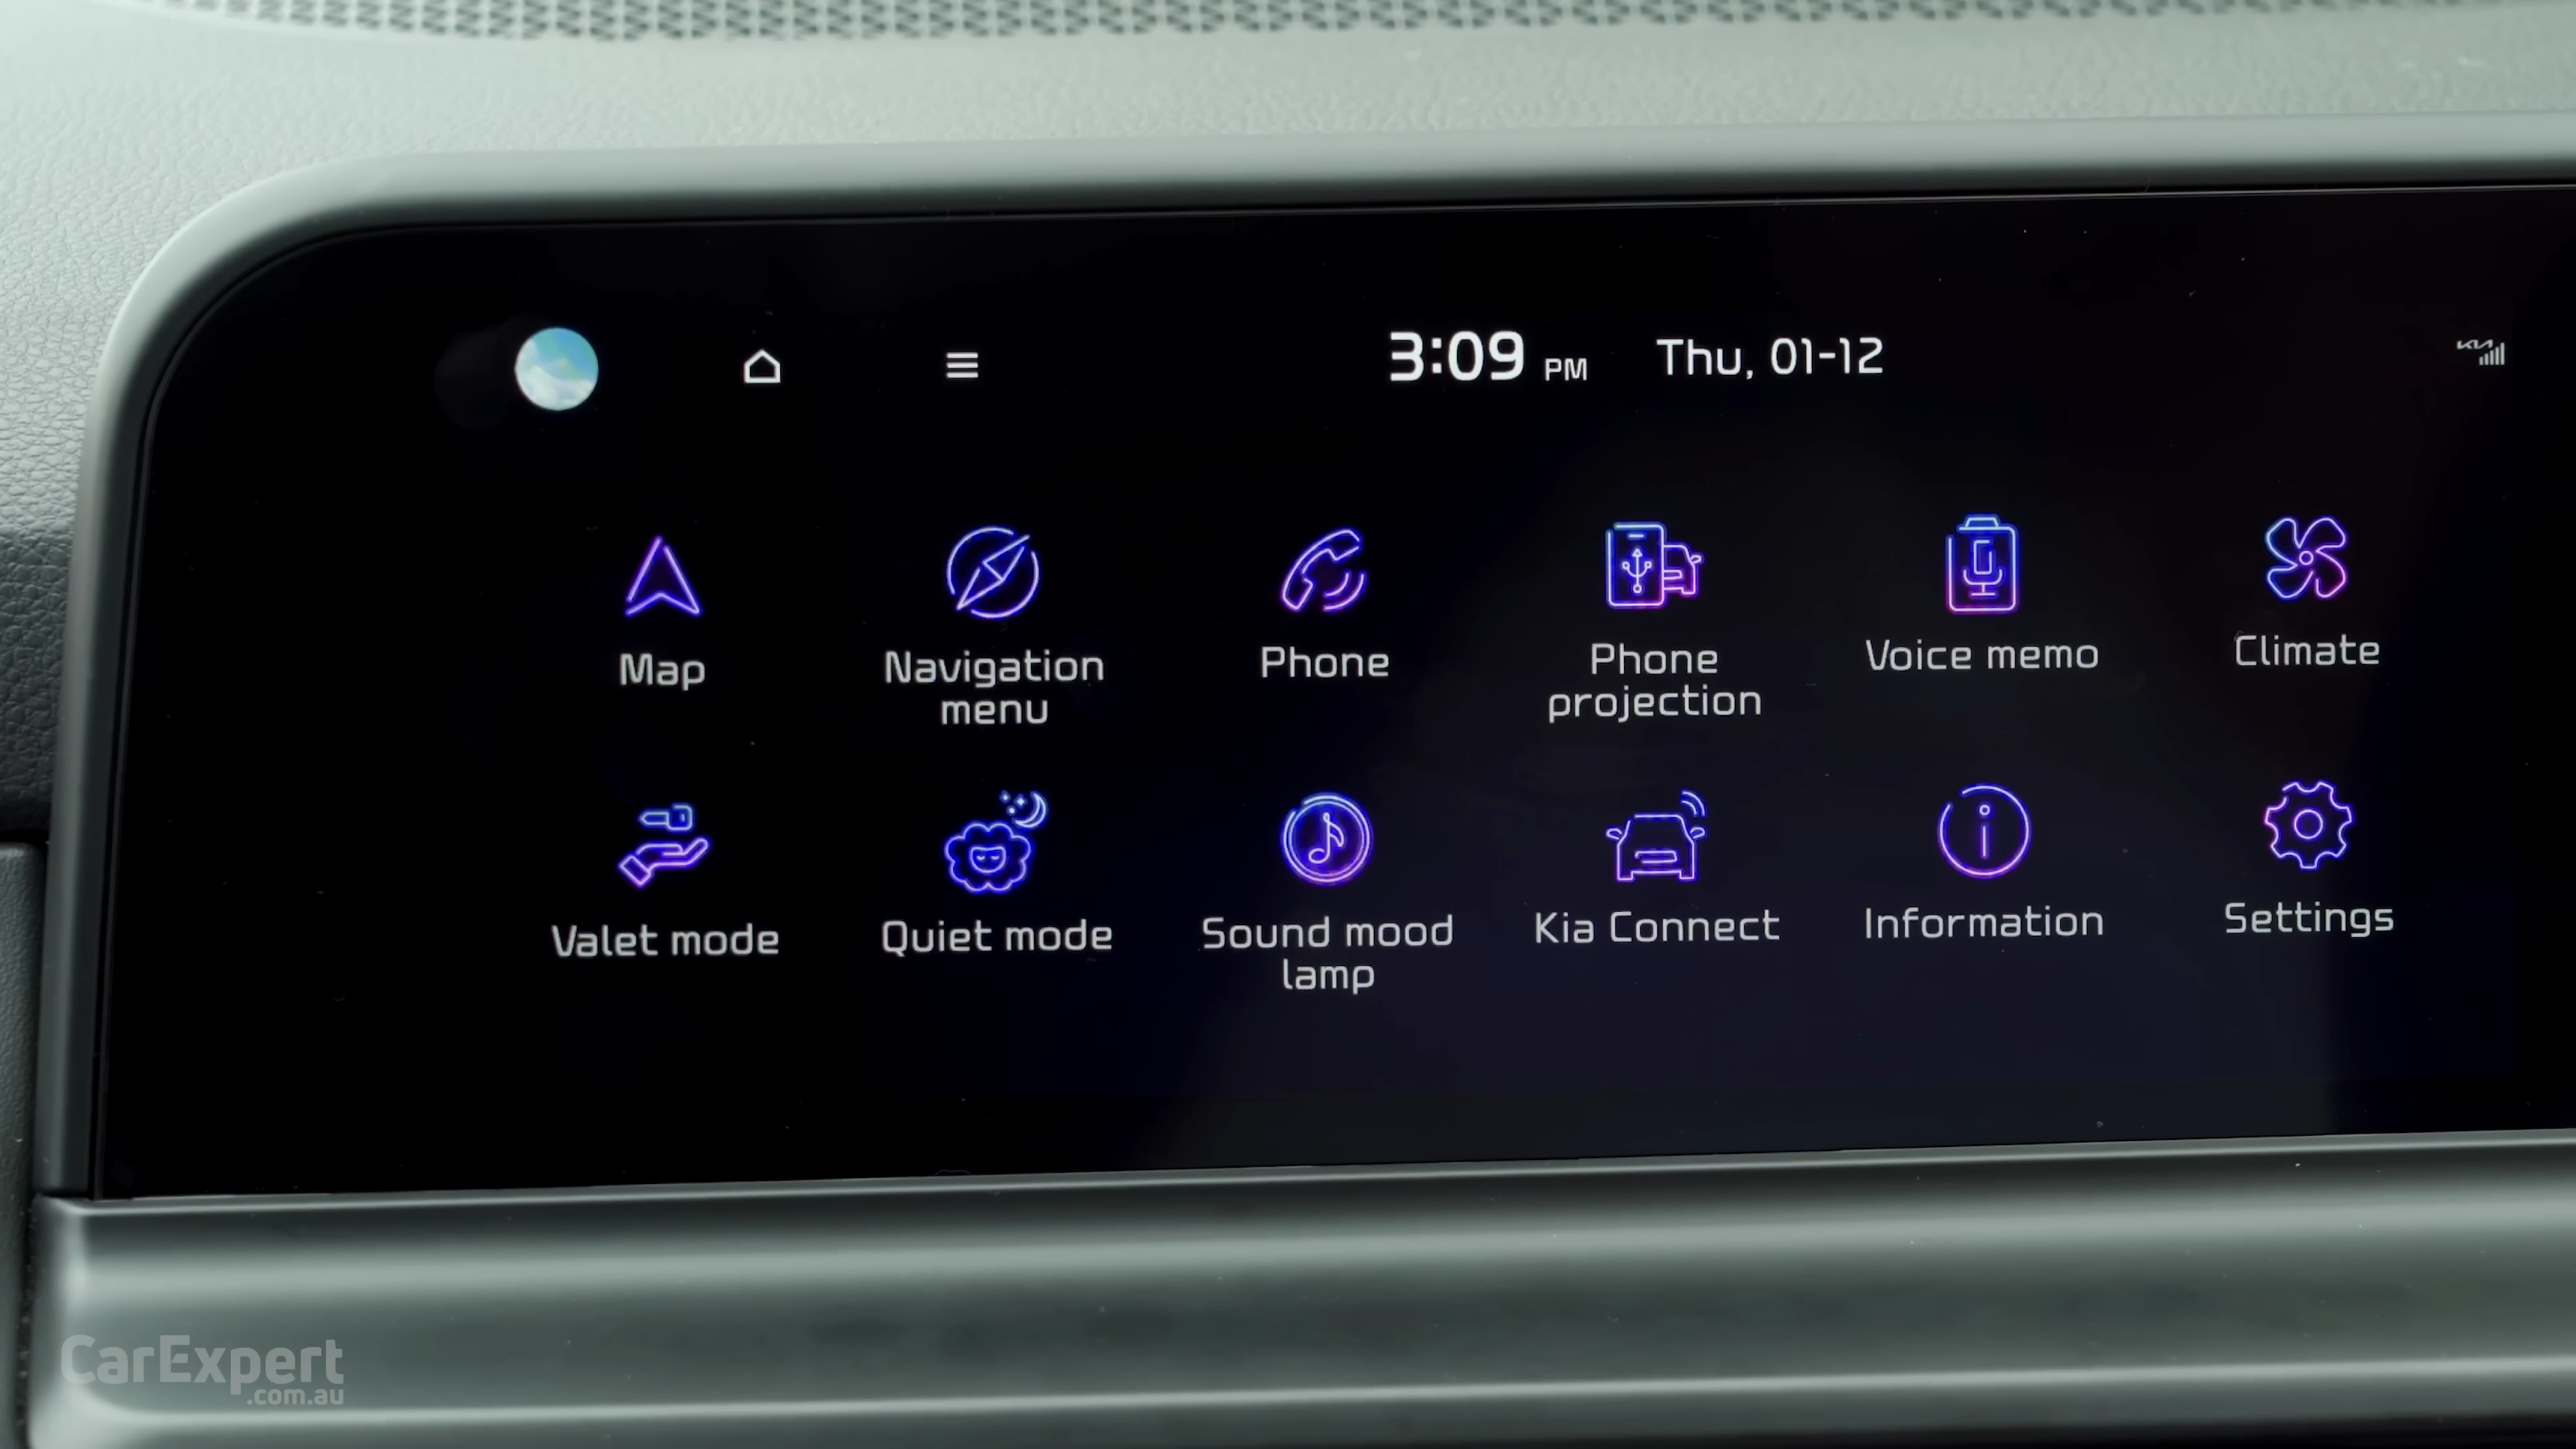 3:09 PM Thu, 01-12
KIA
Map
Navigation
menu
Phone
Phone
projection
Voice memo
Climate
Valet mode
Quiet mode
Sound mood
lamp
Kia Connect
Information
Settings
CarExpert
.com.au